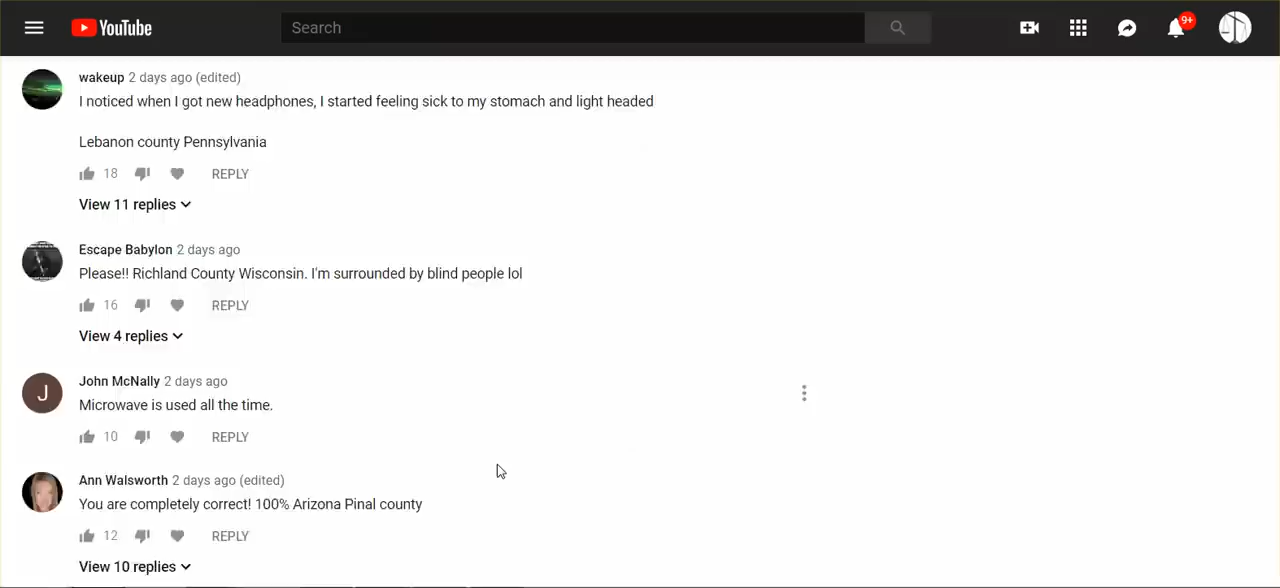 YouTube
Search
9+
wakeup 2 days ago (edited)
I noticed when I got new headphones, I started feeling sick to my stomach and light headed
Lebanon county Pennsylvania
18 REPLY
View 11 replies
Escape Babylon 2 days ago
Please!! Richland County Wisconsin. I'm surrounded by blind people lol
16 REPLY
View 4 replies
J
John McNally 2 days ago
Microwave is used all the time.
10 REPLY
Ann Walsworth 2 days ago (edited)
You are completely correct! 100% Arizona Pinal county
12 REPLY
View 10 replies